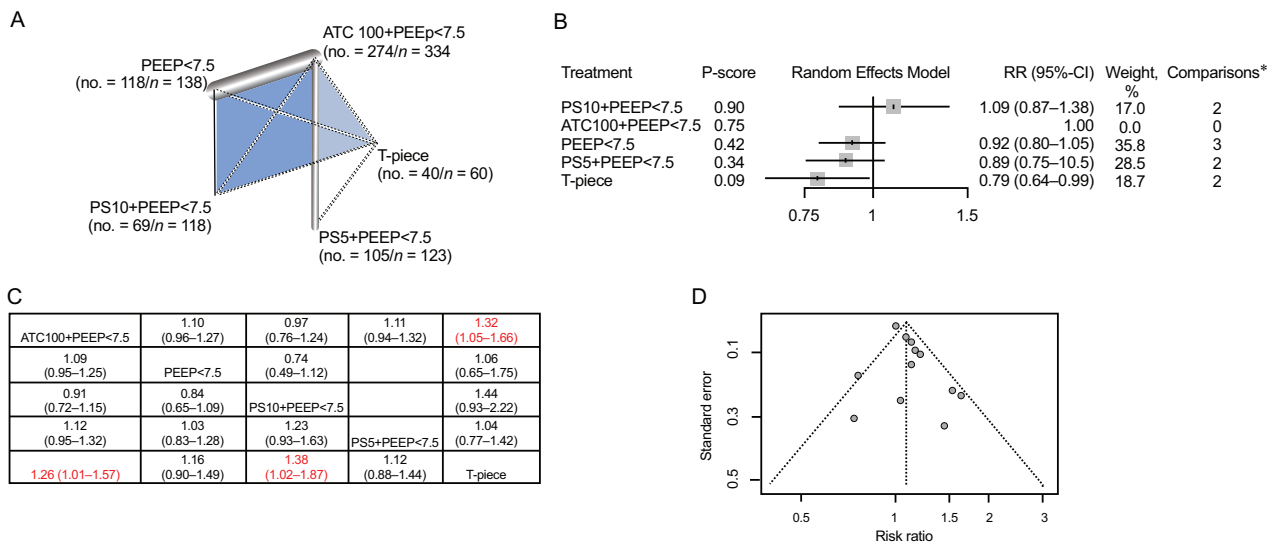 A
ATC 100+PEEp<7.5
(no. = 274/n = 334
PEEP<7.5
(no. = 118/n = 138)
T-piece
(no. = 40/n = 60)
PS10+PEEP<7.5
(no. = 69/n = 118)
PS5+PEEP<7.5
(no. = 105/n = 123)
B
Treatment P-score Random Effects Model RR (95%-CI) Weight, % Comparisons*
PS10+PEEP<7.5 0.90 1.09 (0.87–1.38) 17.0 2
ATC100+PEEP<7.5 0.75 1.00 0.0 0
PEEP<7.5 0.42 0.92 (0.80–1.05) 35.8 3
PS5+PEEP<7.5 0.34 0.89 (0.75–10.5) 28.5 2
T-piece 0.09 0.79 (0.64–0.99) 18.7 2
0.75 1 1.5
C
ATC100+PEEP<7.5 1.10 (0.96–1.27) 0.97 (0.76–1.24) 1.11 (0.94–1.32) 1.32 (1.05–1.66)
1.09 (0.95–1.25) PEEP<7.5 0.74 (0.49–1.12) 1.06 (0.65–1.75)
0.91 (0.72–1.15) 0.84 (0.65–1.09) PS10+PEEP<7.5 1.44 (0.93–2.22)
1.12 (0.95–1.32) 1.03 (0.83–1.28) 1.23 (0.93–1.63) PS5+PEEP<7.5 1.04 (0.77–1.42)
1.26 (1.01–1.57) 1.16 (0.90–1.49) 1.38 (1.02–1.87) 1.12 (0.88–1.44) T-piece
D
Standard error
0.1
0.3
0.5
0.5 1 1.5 2 3
Risk ratio